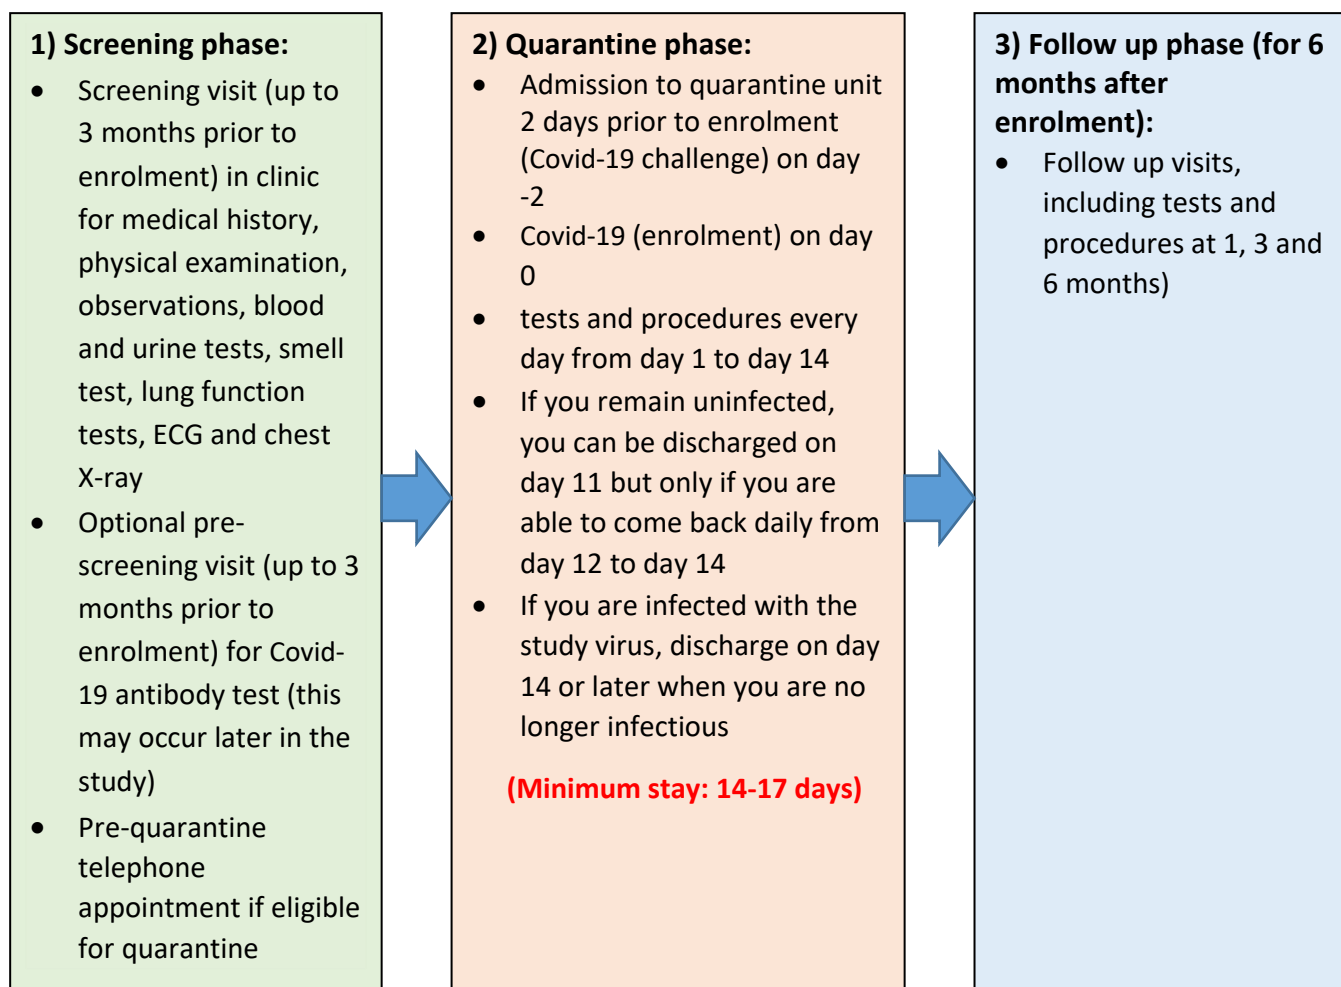 1) Screening phase:
• Screening visit (up to
3 months prior to
enrolment) in clinic
for medical history,
physical examination,
observations, blood
and urine tests, smell
test, lung function
tests, ECG and chest
X-ray
• Optional pre-
screening visit (up to 3
months prior to
enrolment) for Covid-
19 antibody test (this
may occur later in the
study)
• Pre-quarantine
telephone
appointment if eligible
for quarantine
2) Quarantine phase:
• Admission to quarantine unit
2 days prior to enrolment
(Covid-19 challenge) on day
-2
• Covid-19 (enrolment) on day
0
• tests and procedures every
day from day 1 to day 14
• If you remain uninfected,
you can be discharged on
day 11 but only if you are
able to come back daily from
day 12 to day 14
• If you are infected with the
study virus, discharge on day
14 or later when you are no
longer infectious
(Minimum stay: 14-17 days)
3) Follow up phase (for 6
months after
enrolment):
• Follow up visits,
including tests and
procedures at 1, 3 and
6 months)